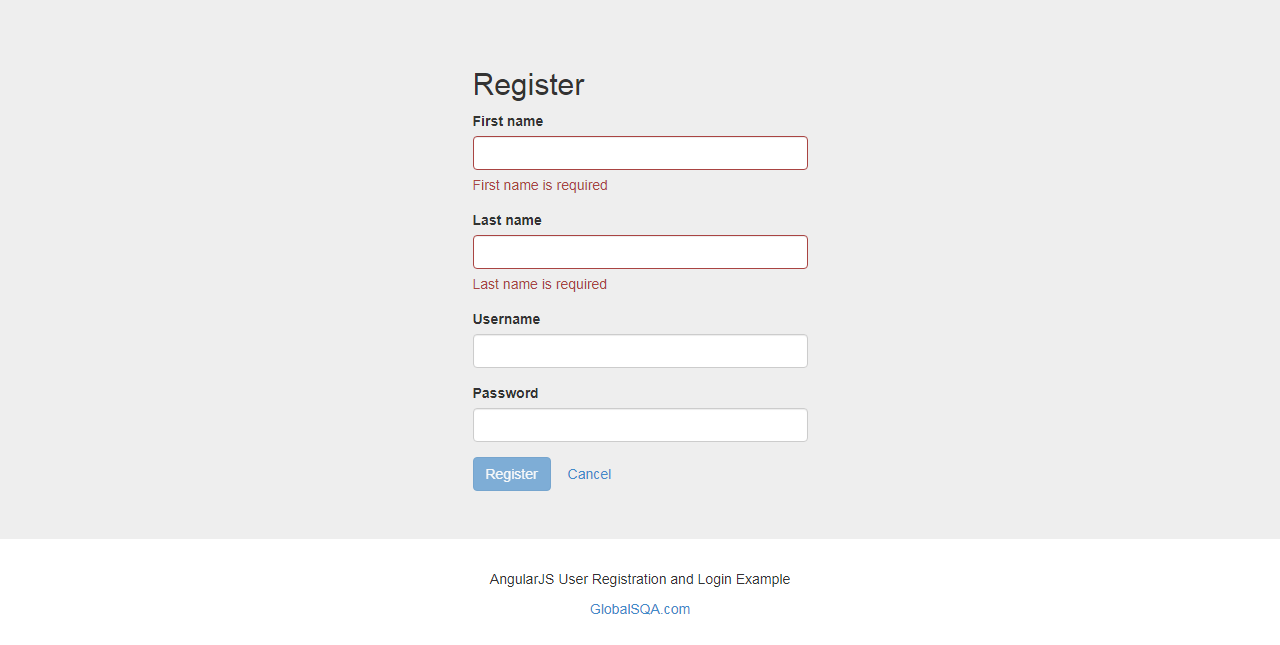 Register
First name
First name is required
Last name
Last name is required
Username
Password
Register Cancel
AngularJS User Registration and Login Example
GlobalSQA.com